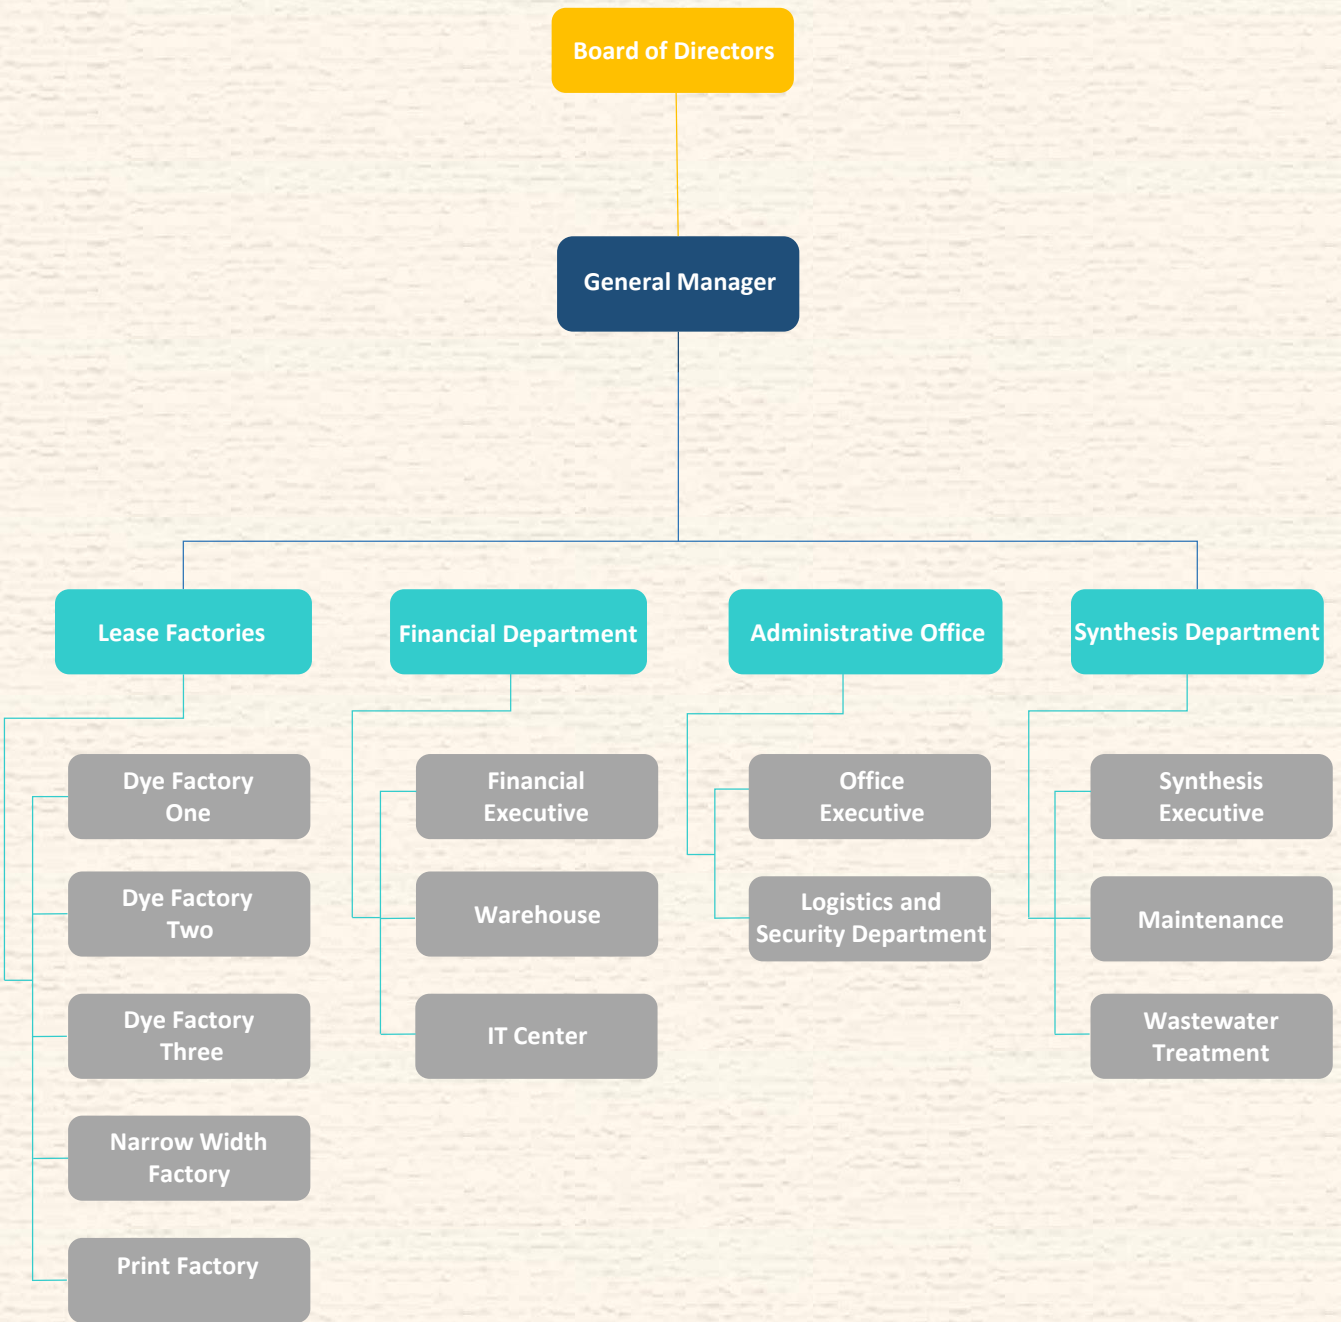 Board of Directors
General Manager
Lease Factories
Financial Department
Administrative Office
Synthesis Department
Dye Factory
One
Financial
Executive
Office
Executive
Synthesis
Executive
Dye Factory
Two
Warehouse
Logistics and
Security Department
Maintenance
Dye Factory
Three
IT Center
Wastewater
Treatment
Narrow Width
Factory
Print Factory